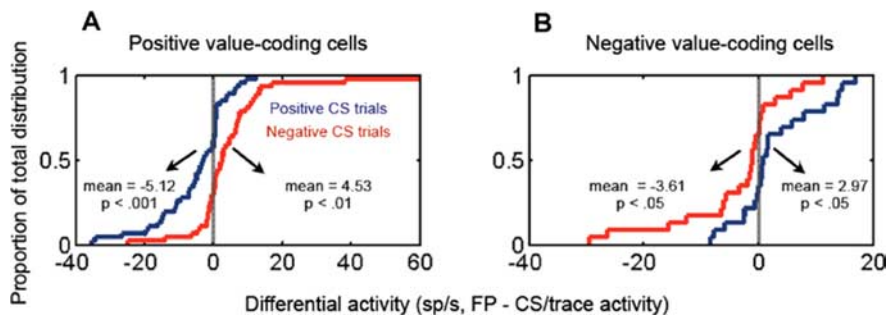 A
B
Positive value-coding cells
Negative value-coding cells
Proportion of total distribution
1
0.5
0
Positive CS trials
Negative CS trials
mean = -5.12
p < .001
mean = 4.53
p < .01
-40
-20
0
20
40
60
1
0.5
0
mean = -3.61
p < .05
mean = 2.97
p < .05
-40
-20
0
20
Differential activity (sp/s, FP - CS/trace activity)